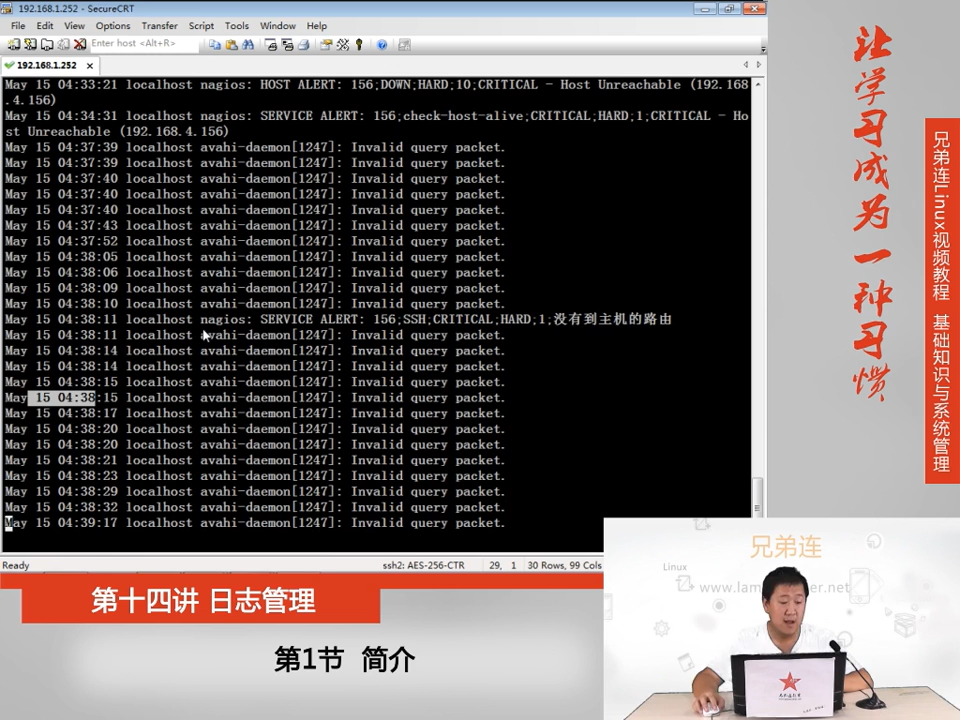 192.168.1.252 - SecureCRT
File Edit View Options Transfer Script Tools Window Help
Enter host <Alt+R>
192.168.1.252
May 15 04:33:21 localhost nagios: HOST ALERT: 156;DOWN;HARD;10;CRITICAL - Host Unreachable (192.168
.4.156)
May 15 04:34:31 localhost nagios: SERVICE ALERT: 156;check-host-alive;CRITICAL;HARD;1;CRITICAL - Ho
st Unreachable (192.168.4.156)
May 15 04:37:39 localhost avahi-daemon[1247]: Invalid query packet.
May 15 04:37:39 localhost avahi-daemon[1247]: Invalid query packet.
May 15 04:37:40 localhost avahi-daemon[1247]: Invalid query packet.
May 15 04:37:40 localhost avahi-daemon[1247]: Invalid query packet.
May 15 04:37:40 localhost avahi-daemon[1247]: Invalid query packet.
May 15 04:37:43 localhost avahi-daemon[1247]: Invalid query packet.
May 15 04:37:52 localhost avahi-daemon[1247]: Invalid query packet.
May 15 04:38:05 localhost avahi-daemon[1247]: Invalid query packet.
May 15 04:38:06 localhost avahi-daemon[1247]: Invalid query packet.
May 15 04:38:09 localhost avahi-daemon[1247]: Invalid query packet.
May 15 04:38:10 localhost avahi-daemon[1247]: Invalid query packet.
May 15 04:38:11 localhost nagios: SERVICE ALERT: 156;SSH;CRITICAL;HARD;1;没有到主机的路由
May 15 04:38:11 localhost avahi-daemon[1247]: Invalid query packet.
May 15 04:38:14 localhost avahi-daemon[1247]: Invalid query packet.
May 15 04:38:14 localhost avahi-daemon[1247]: Invalid query packet.
May 15 04:38:15 localhost avahi-daemon[1247]: Invalid query packet.
May 15 04:38:15 localhost avahi-daemon[1247]: Invalid query packet.
May 15 04:38:17 localhost avahi-daemon[1247]: Invalid query packet.
May 15 04:38:20 localhost avahi-daemon[1247]: Invalid query packet.
May 15 04:38:20 localhost avahi-daemon[1247]: Invalid query packet.
May 15 04:38:21 localhost avahi-daemon[1247]: Invalid query packet.
May 15 04:38:23 localhost avahi-daemon[1247]: Invalid query packet.
May 15 04:38:29 localhost avahi-daemon[1247]: Invalid query packet.
May 15 04:38:32 localhost avahi-daemon[1247]: Invalid query packet.
May 15 04:39:17 localhost avahi-daemon[1247]: Invalid query packet.
Ready ssh2: AES-256-CTR 29, 1 30 Rows, 99 Cols
让学习成为一种习惯
兄弟连Linux视频教程 基础知识与系统管理
第十四讲 日志管理
第1节 简介
兄弟连
Linux